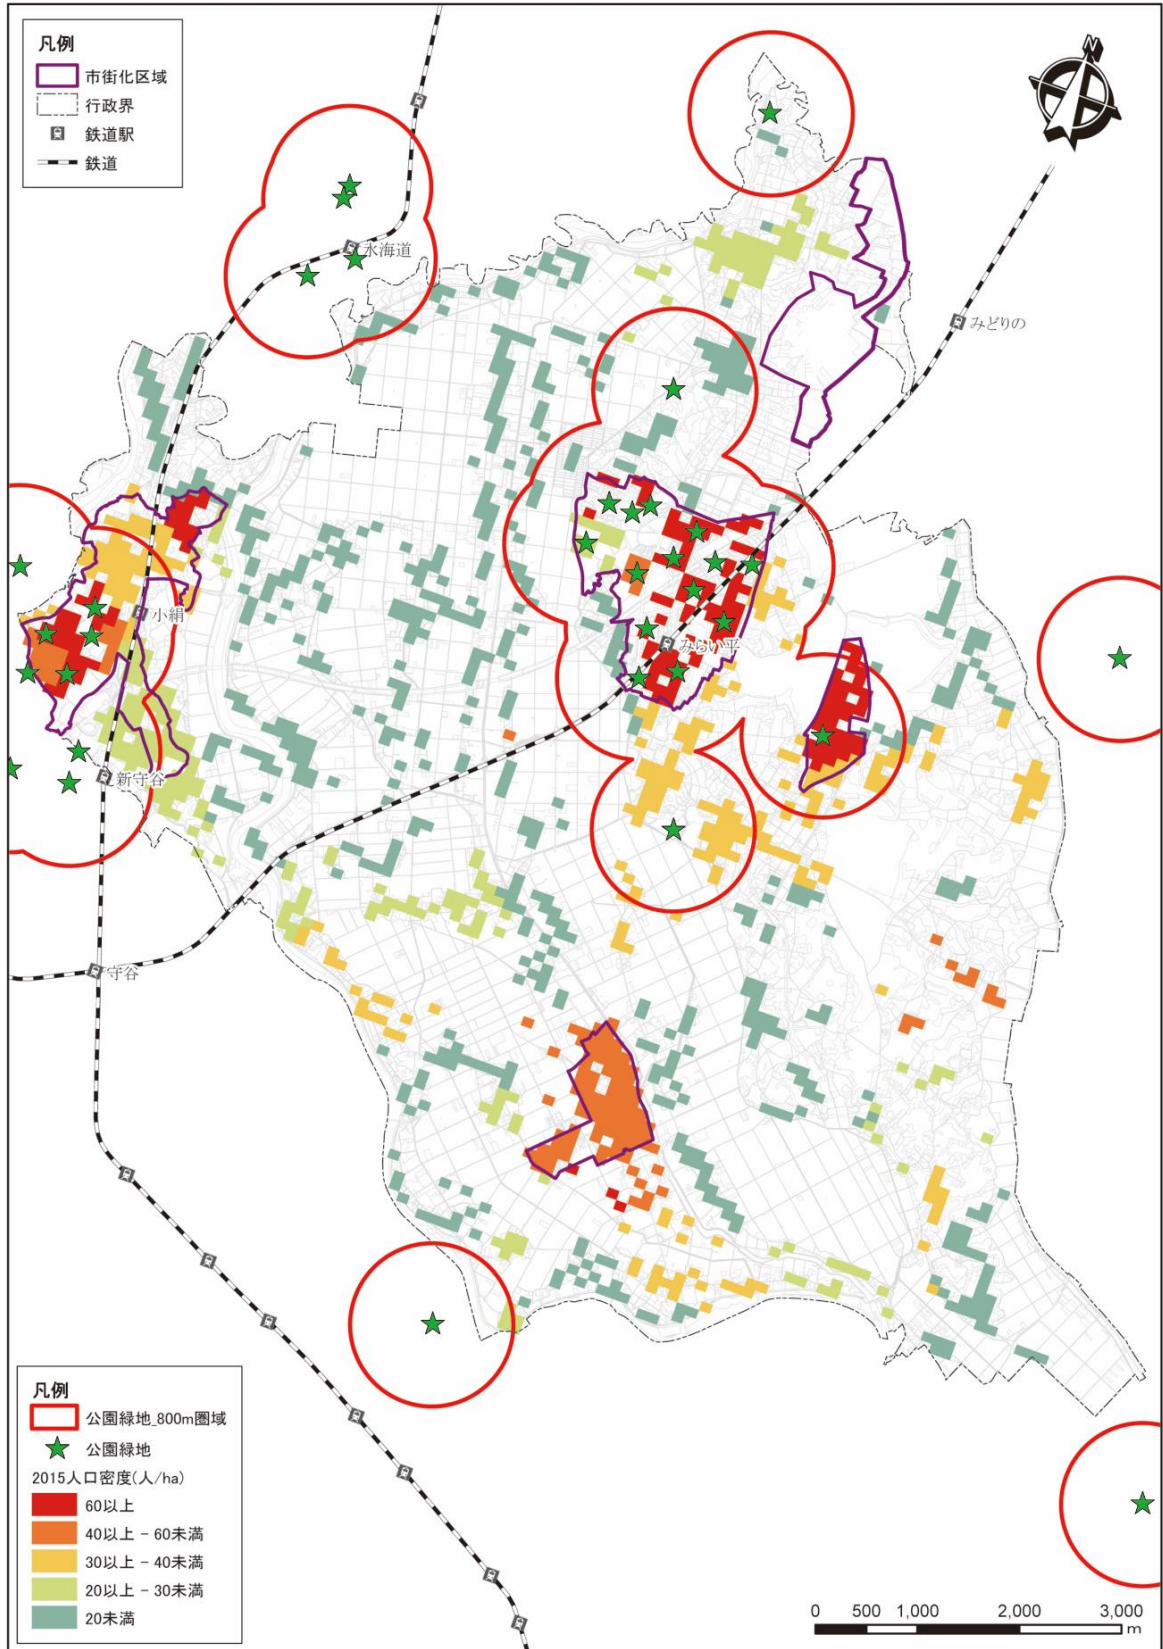 凡例
市街化区域
行政界
鉄道駅
鉄道
N
水海道
みどりの
小絹
みらい平
新守谷
守谷
凡例
公園緑地_800m圏域
公園緑地
2015人口密度(人/ha)
60以上
40以上 - 60未満
30以上 - 40未満
20以上 - 30未満
20未満
0 500 1,000 2,000 3,000
m